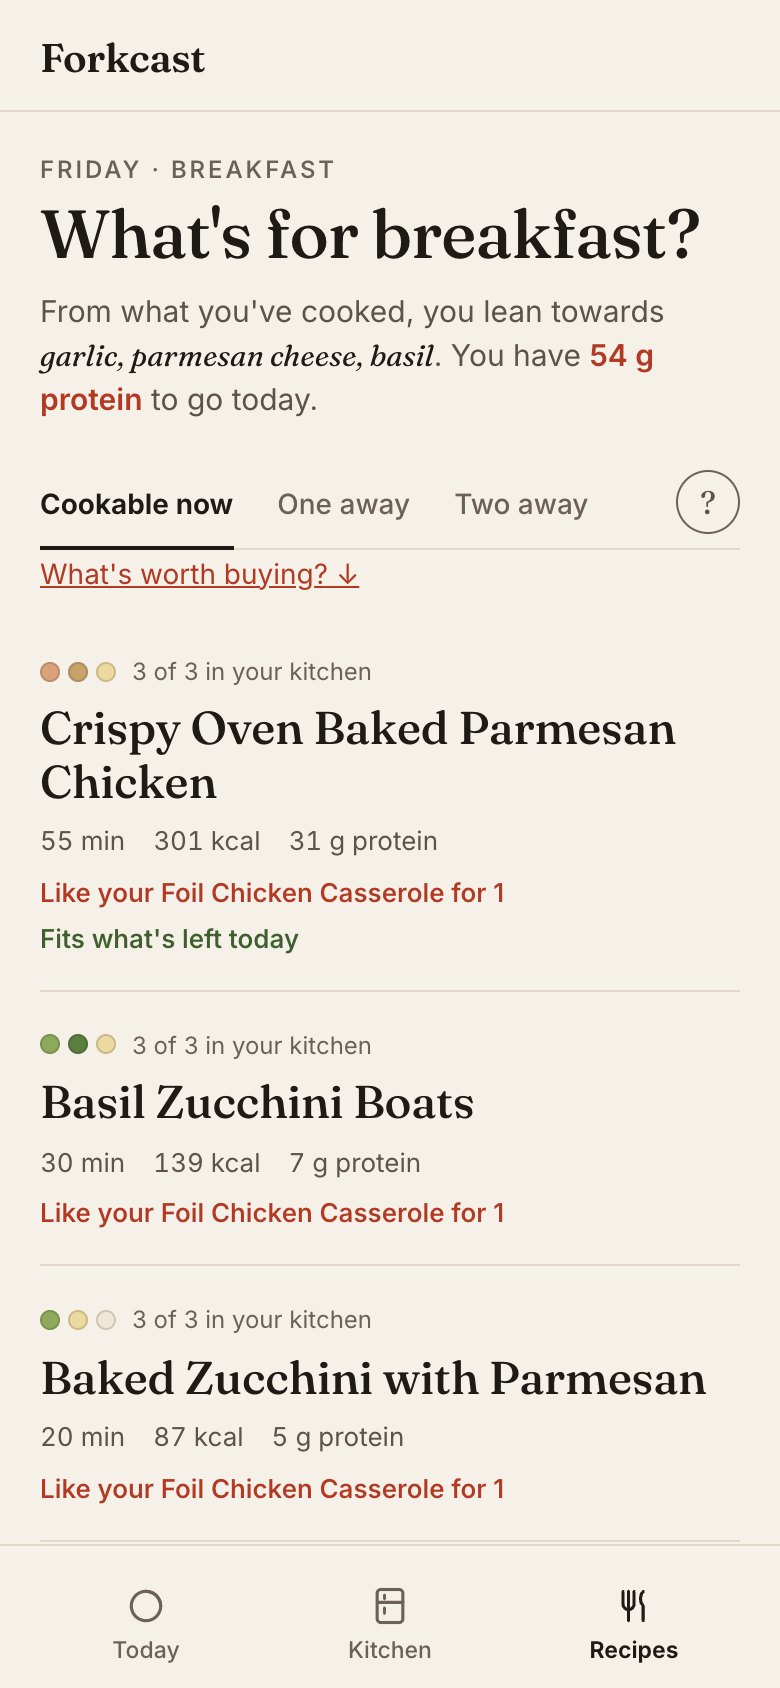 Forkcast
FRIDAY · BREAKFAST
What's for breakfast?
From what you've cooked, you lean towards
garlic, parmesan cheese, basil. You have 54 g
protein to go today.
Cookable now One away Two away ?
What's worth buying? ↓
3 of 3 in your kitchen
Crispy Oven Baked Parmesan
Chicken
55 min 301 kcal 31 g protein
Like your Foil Chicken Casserole for 1
Fits what's left today
3 of 3 in your kitchen
Basil Zucchini Boats
30 min 139 kcal 7 g protein
Like your Foil Chicken Casserole for 1
3 of 3 in your kitchen
Baked Zucchini with Parmesan
20 min 87 kcal 5 g protein
Like your Foil Chicken Casserole for 1
Today Kitchen Recipes